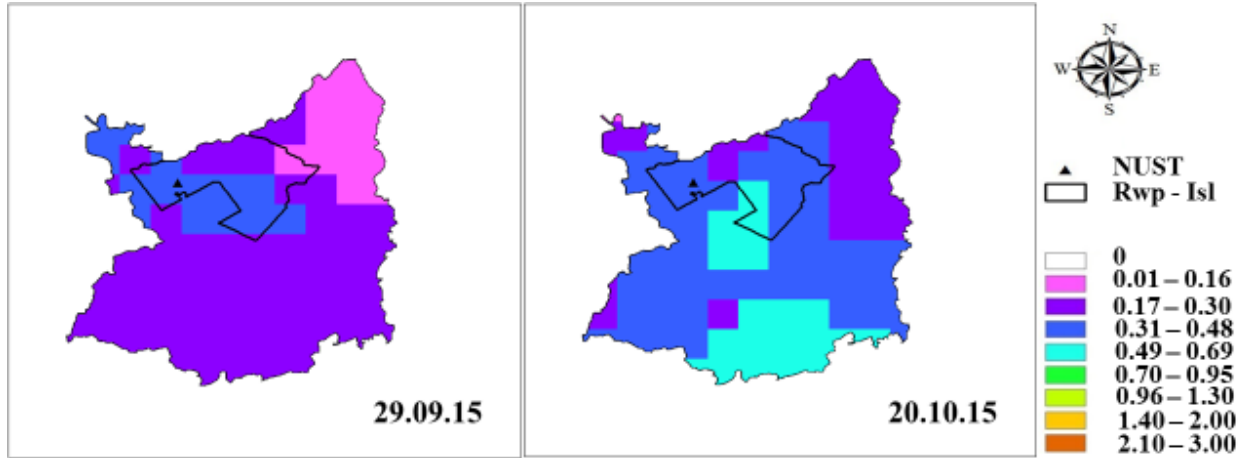 29.09.15
20.10.15
N
W E
S
NUST
Rwp - Isl
0
0.01 – 0.16
0.17 – 0.30
0.31 – 0.48
0.49 – 0.69
0.70 – 0.95
0.96 – 1.30
1.40 – 2.00
2.10 – 3.00